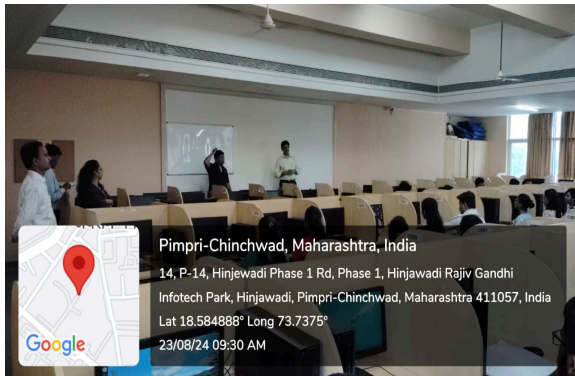 Pimpri-Chinchwad, Maharashtra, India
14, P-14, Hinjewadi Phase 1 Rd, Phase 1, Hinjawadi Rajiv Gandhi
Infotech Park, Hinjawadi, Pimpri-Chinchwad, Maharashtra 411057, India
Lat 18.584888° Long 73.7375°
23/08/24 09:30 AM
Google